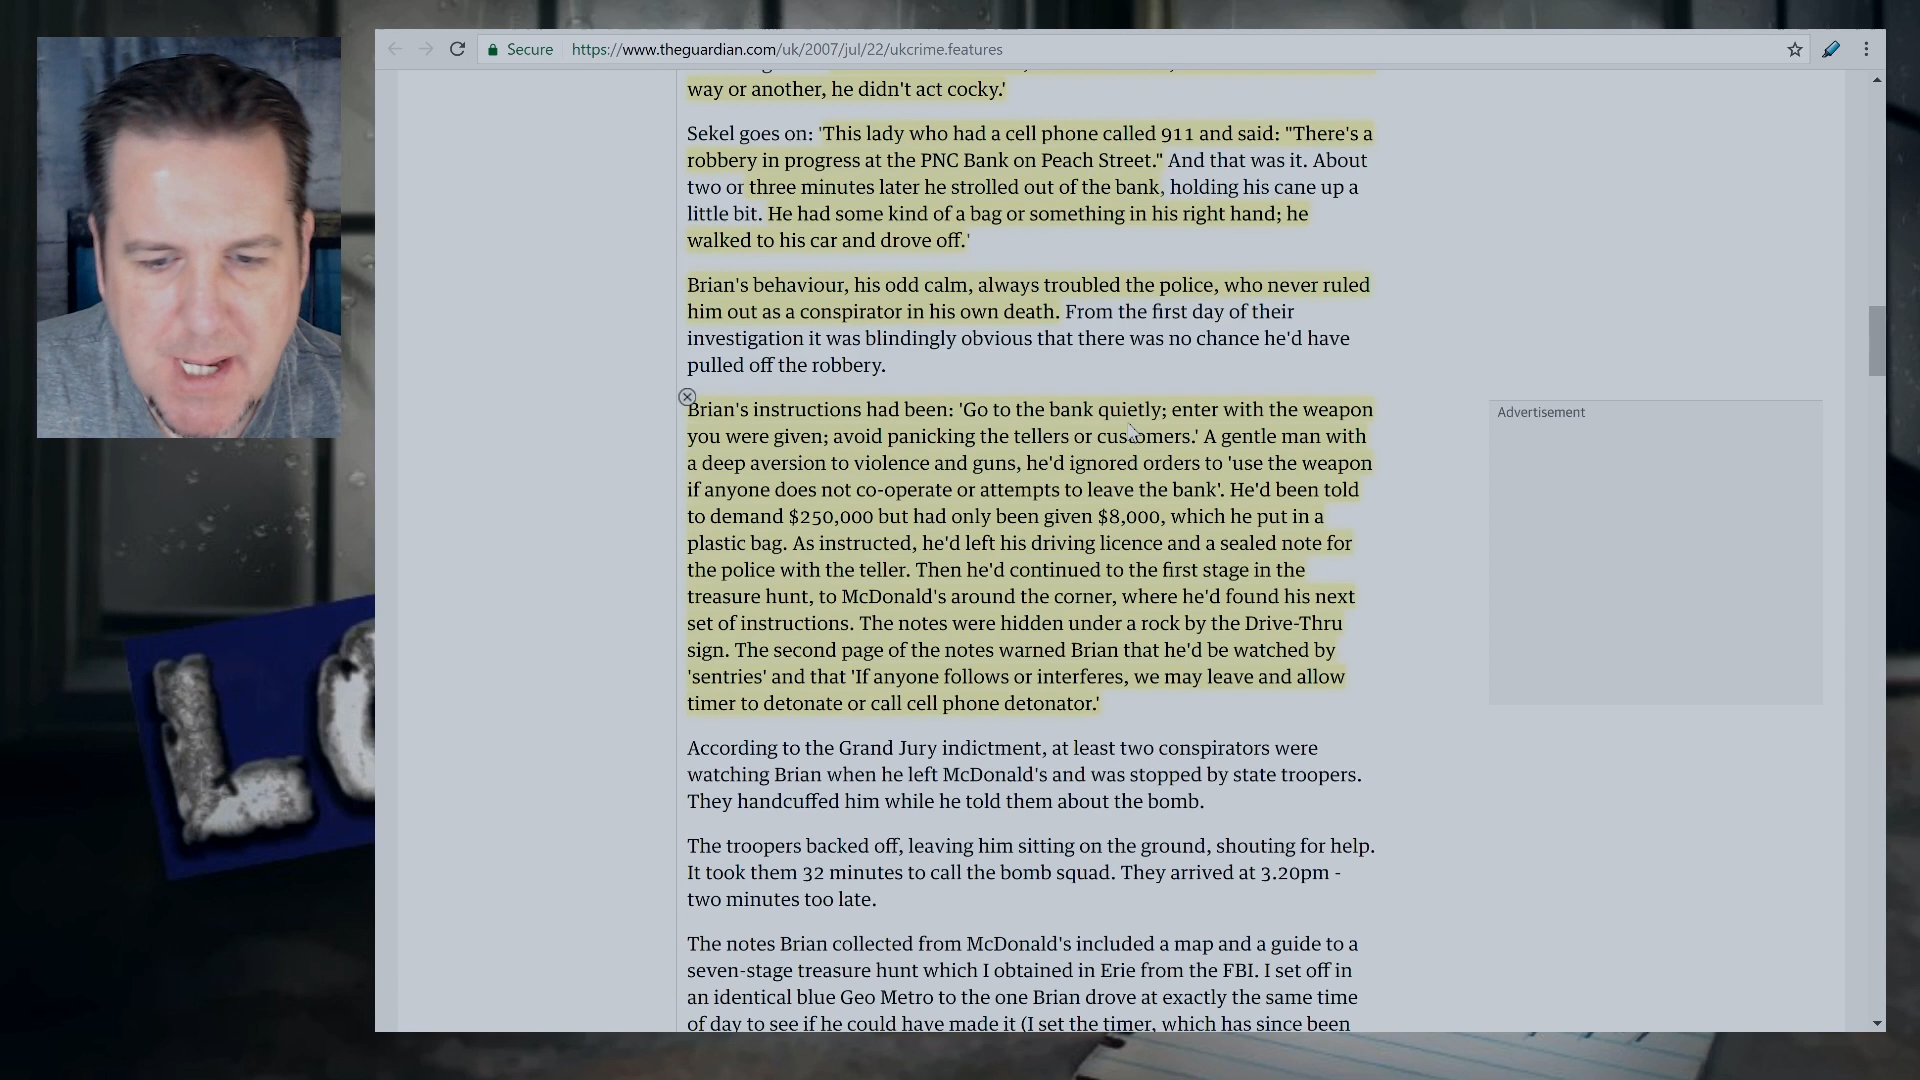 Secure
https://www.theguardian.com/uk/2007/jul/22/ukcrime.features
way or another, he didn't act cocky.'
Sekel goes on: 'This lady who had a cell phone called 911 and said: "There's a
robbery in progress at the PNC Bank on Peach Street." And that was it. About
two or three minutes later he strolled out of the bank, holding his cane up a
little bit. He had some kind of a bag or something in his right hand; he
walked to his car and drove off.'
Brian's behaviour, his odd calm, always troubled the police, who never ruled
him out as a conspirator in his own death. From the first day of their
investigation it was blindingly obvious that there was no chance he'd have
pulled off the robbery.
Brian's instructions had been: 'Go to the bank quietly; enter with the weapon
you were given; avoid panicking the tellers or customers.' A gentle man with
a deep aversion to violence and guns, he'd ignored orders to 'use the weapon
if anyone does not co-operate or attempts to leave the bank'. He'd been told
to demand $250,000 but had only been given $8,000, which he put in a
plastic bag. As instructed, he'd left his driving licence and a sealed note for
the police with the teller. Then he'd continued to the first stage in the
treasure hunt, to McDonald's around the corner, where he'd found his next
set of instructions. The notes were hidden under a rock by the Drive-Thru
sign. The second page of the notes warned Brian that he'd be watched by
'sentries' and that 'If anyone follows or interferes, we may leave and allow
timer to detonate or call cell phone detonator.'
According to the Grand Jury indictment, at least two conspirators were
watching Brian when he left McDonald's and was stopped by state troopers.
They handcuffed him while he told them about the bomb.
The troopers backed off, leaving him sitting on the ground, shouting for help.
It took them 32 minutes to call the bomb squad. They arrived at 3.20pm -
two minutes too late.
The notes Brian collected from McDonald's included a map and a guide to a
seven-stage treasure hunt which I obtained in Erie from the FBI. I set off in
an identical blue Geo Metro to the one Brian drove at exactly the same time
of day to see if he could have made it (I set the timer, which has since been
Advertisement